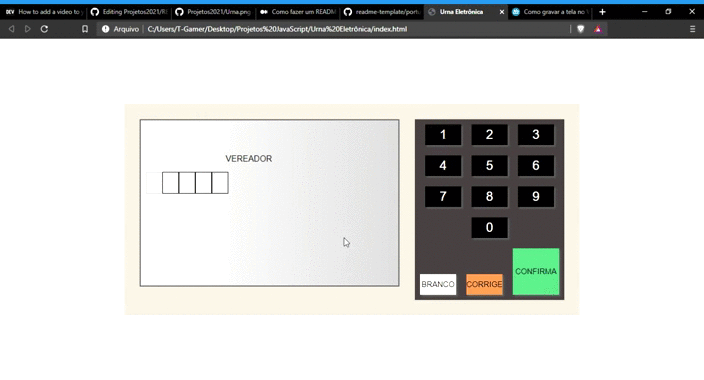 How to add a video to
Editing Projetos2021/R
Projetos2021/Urna.png
Como fazer um READM
readme-template/port
Urna Eletrônica
Como gravar a tela no
Arquivo
C:/Users/T-Gamer/Desktop/Projetos%20JavaScript/Urna%20Eletrônica/index.html
VEREADOR
1 2 3
4 5 6
7 8 9
0
BRANCO CORRIGE CONFIRMA